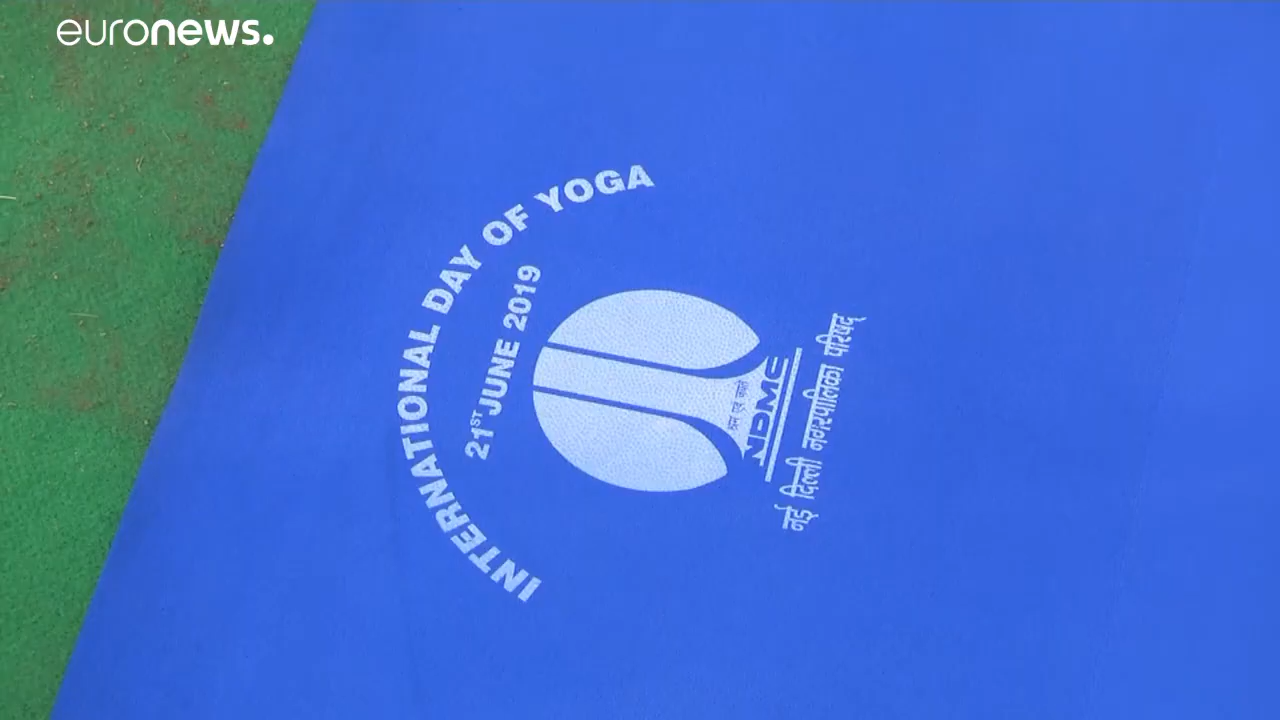 euronews.
INTERNATIONAL DAY OF YOGA
21ST JUNE 2019
NDMC
नई दिल्ली नगरपालिका परिषद्